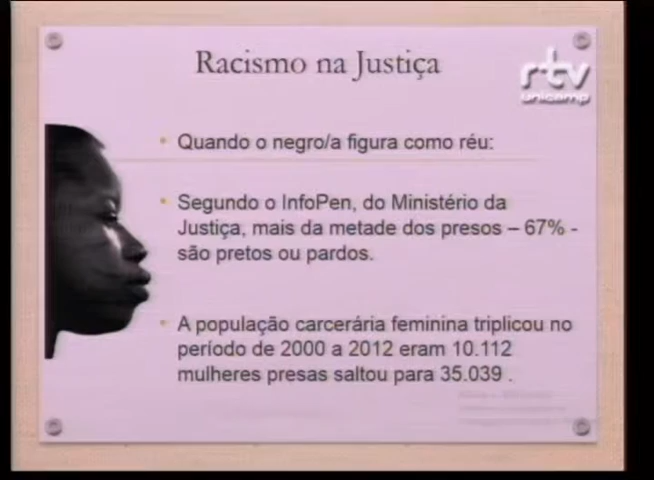 Racismo na Justiça
rtv
unicamp
• Quando o negro/a figura como réu:
• Segundo o InfoPen, do Ministério da
Justiça, mais da metade dos presos – 67% -
são pretos ou pardos.
• A população carcerária feminina triplicou no
período de 2000 a 2012 eram 10.112
mulheres presas saltou para 35.039 .